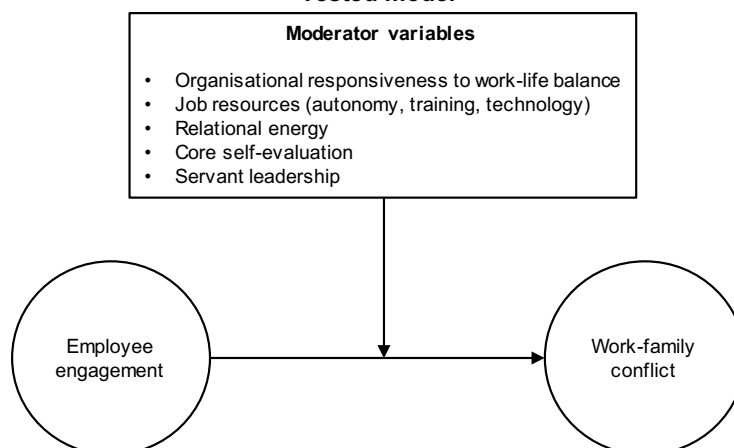 Tested model
Moderator variables
• Organisational responsiveness to work-life balance
• Job resources (autonomy, training, technology)
• Relational energy
• Core self-evaluation
• Servant leadership
Employee
engagement
Work-family
conflict